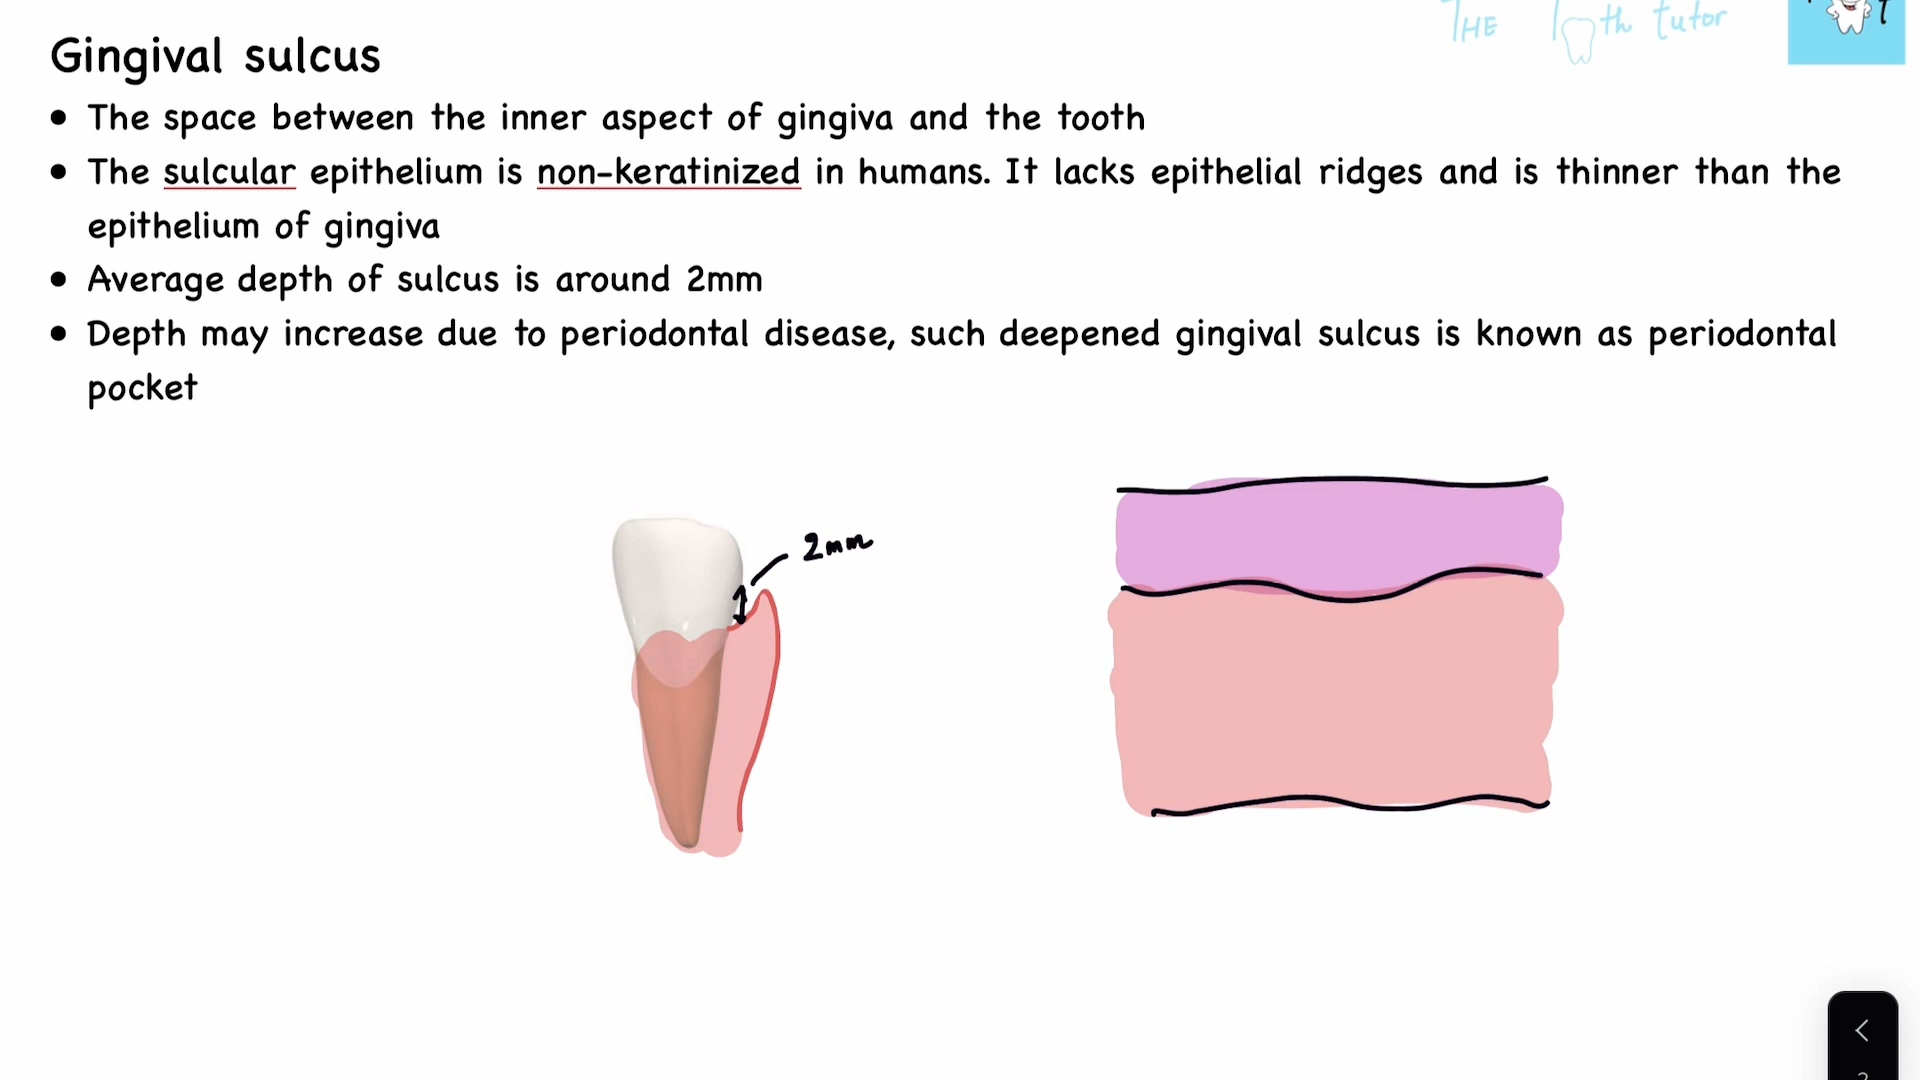 THE Tooth tutor
Gingival sulcus
• The space between the inner aspect of gingiva and the tooth
• The sulcular epithelium is non-keratinized in humans. It lacks epithelial ridges and is thinner than the
epithelium of gingiva
• Average depth of sulcus is around 2mm
• Depth may increase due to periodontal disease, such deepened gingival sulcus is known as periodontal
pocket
2mm